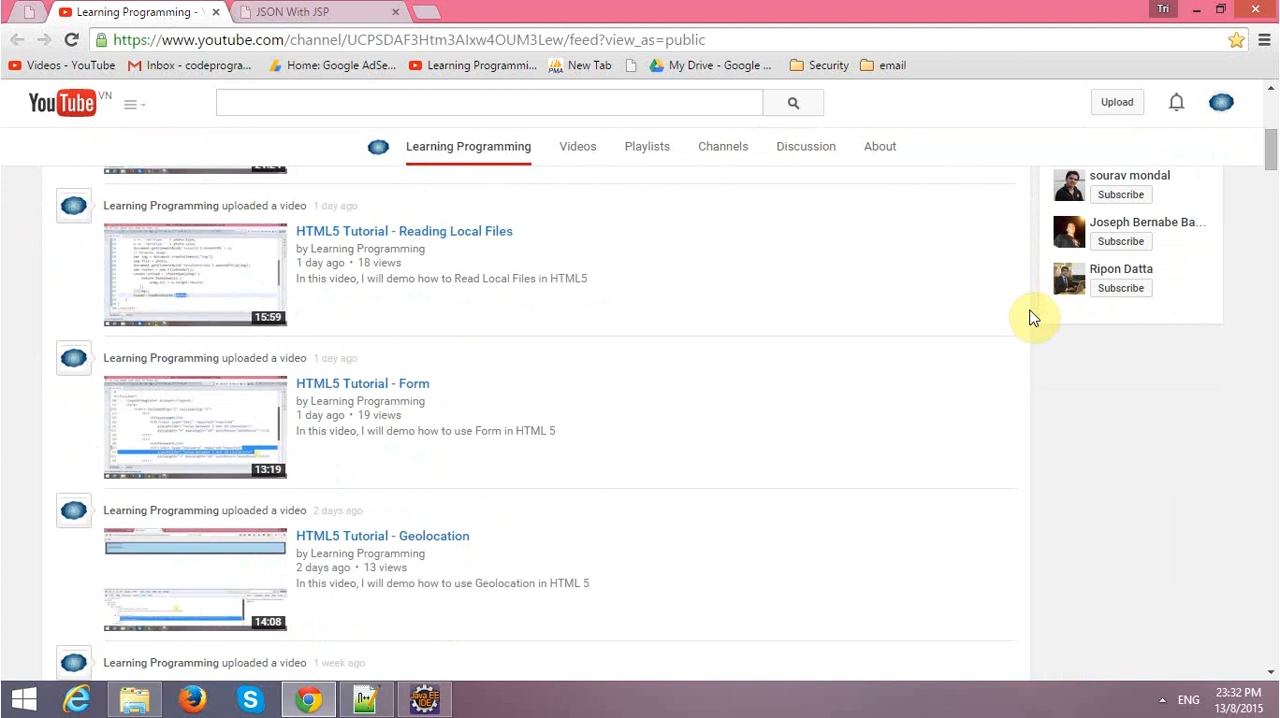 Learning Programming - Y
JSON With JSP
Tri
https://www.youtube.com/channel/UCPSDAF3Htm3AIxw4OUM3Lew/feed?view_as=public
Videos - YouTube
Inbox - codeprogra...
Home: Google AdSe...
Learning Programmi...
New Tab
My Drive - Google ...
Security
email
YouTube VN
Upload
Learning Programming
Videos
Playlists
Channels
Discussion
About
sourav mondal
Subscribe
Joseph Bernabe Ba...
Subscribe
Ripon Datta
Subscribe
Learning Programming uploaded a video 1 day ago
HTML5 Tutorial - Reading Local Files
by Learning Programming
1 day ago • 18 views
In this video, I will demo how to Read Local Files in HTML5
15:59
Learning Programming uploaded a video 1 day ago
HTML5 Tutorial - Form
by Learning Programming
1 day ago • 19 views
In this video, I will demo how to use Form in HTML5
13:19
Learning Programming uploaded a video 2 days ago
HTML5 Tutorial - Geolocation
by Learning Programming
2 days ago • 13 views
In this video, I will demo how to use Geolocation in HTML 5
14:08
Learning Programming uploaded a video 1 week ago
Java EE
IDE
ENG
23:32 PM
13/8/2015